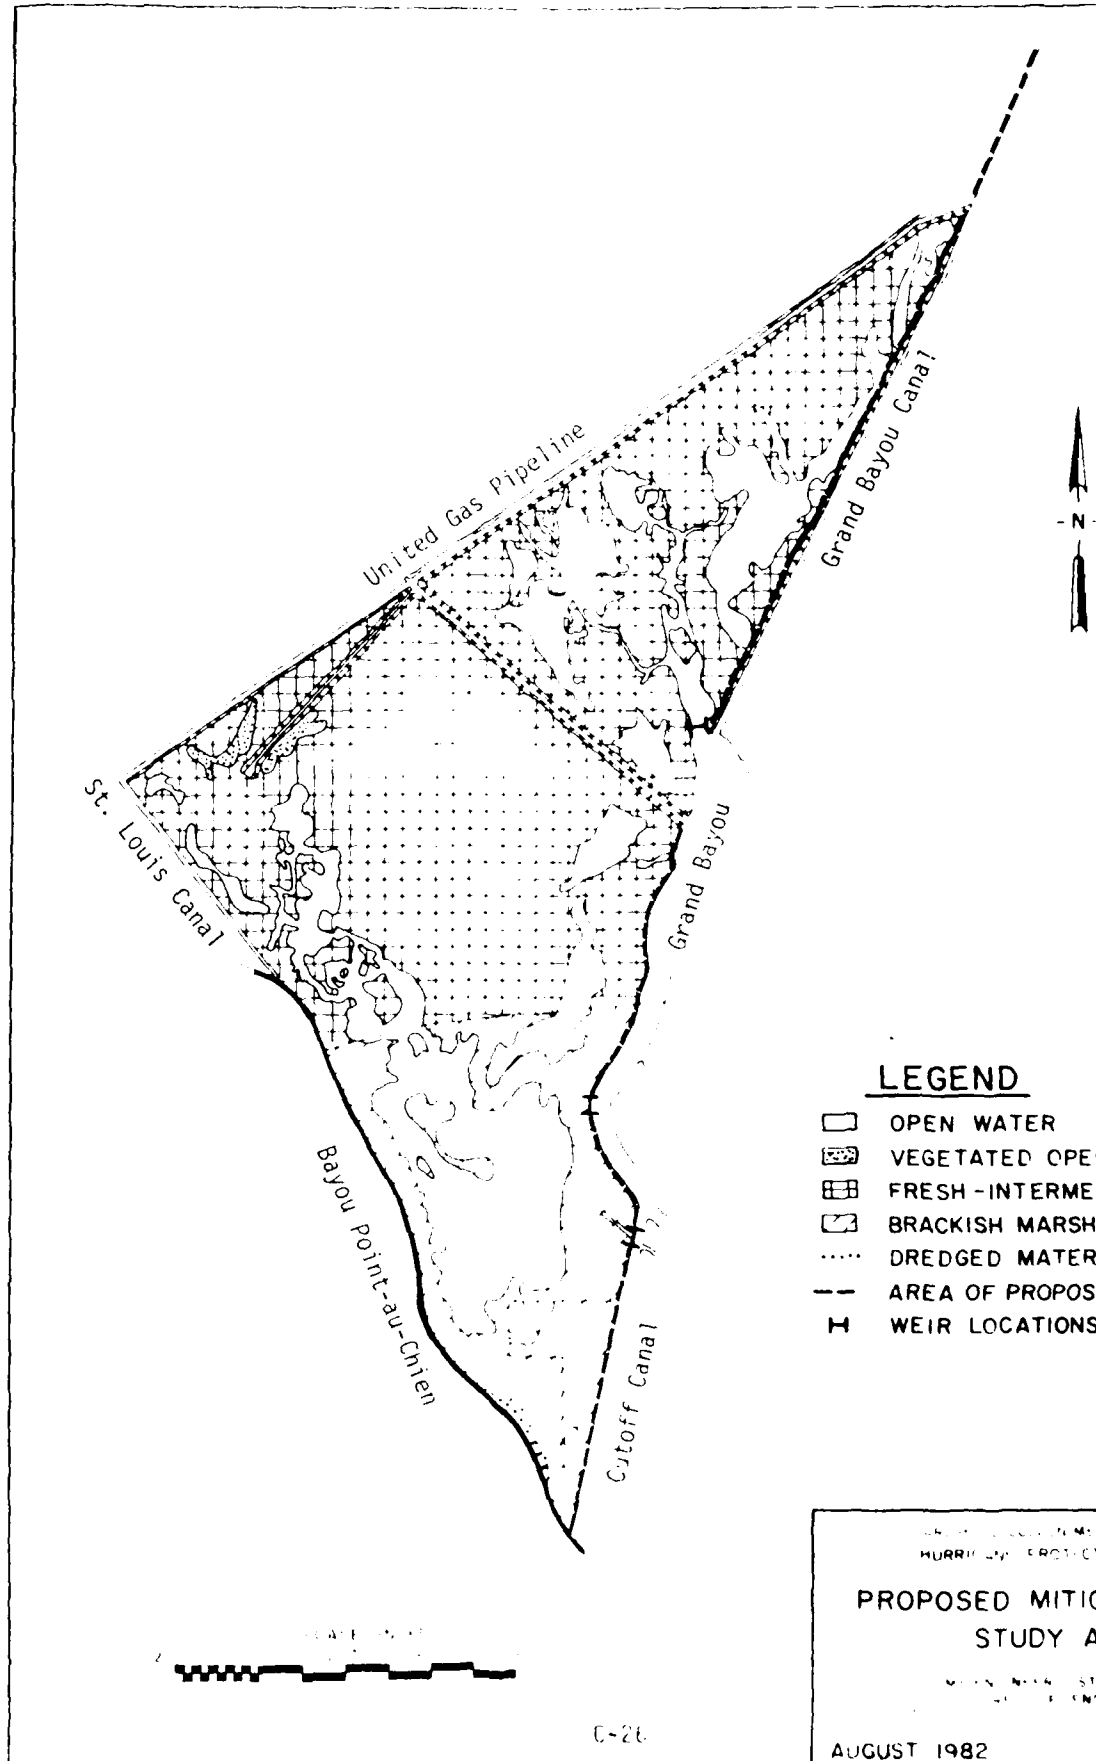 United Gas Pipeline
Grand Bayou Canal
- N -
St. Louis Canal
Grand Bayou
Bayou Point-au-Chien
Cutoff Canal
LEGEND
OPEN WATER
VEGETATED OPE
FRESH-INTERME
BRACKISH MARSH
DREDGED MATER
AREA OF PROPOS
WEIR LOCATIONS
HURRICANE PROTEC
PROPOSED MITIG
STUDY A
2
AUGUST 1982